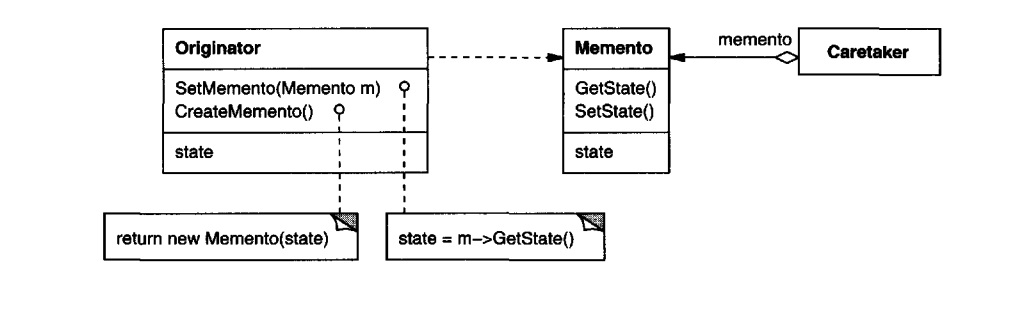 Originator
SetMemento(Memento m)
CreateMemento()
state
return new Memento(state)
state = m->GetState()
Memento
GetState()
SetState()
state
memento
Caretaker